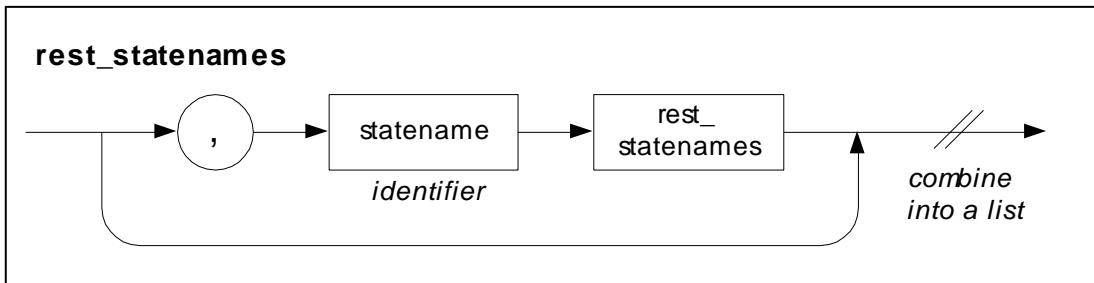 rest_statenames
,
statename
rest_
statenames
identifier
combine
into a list